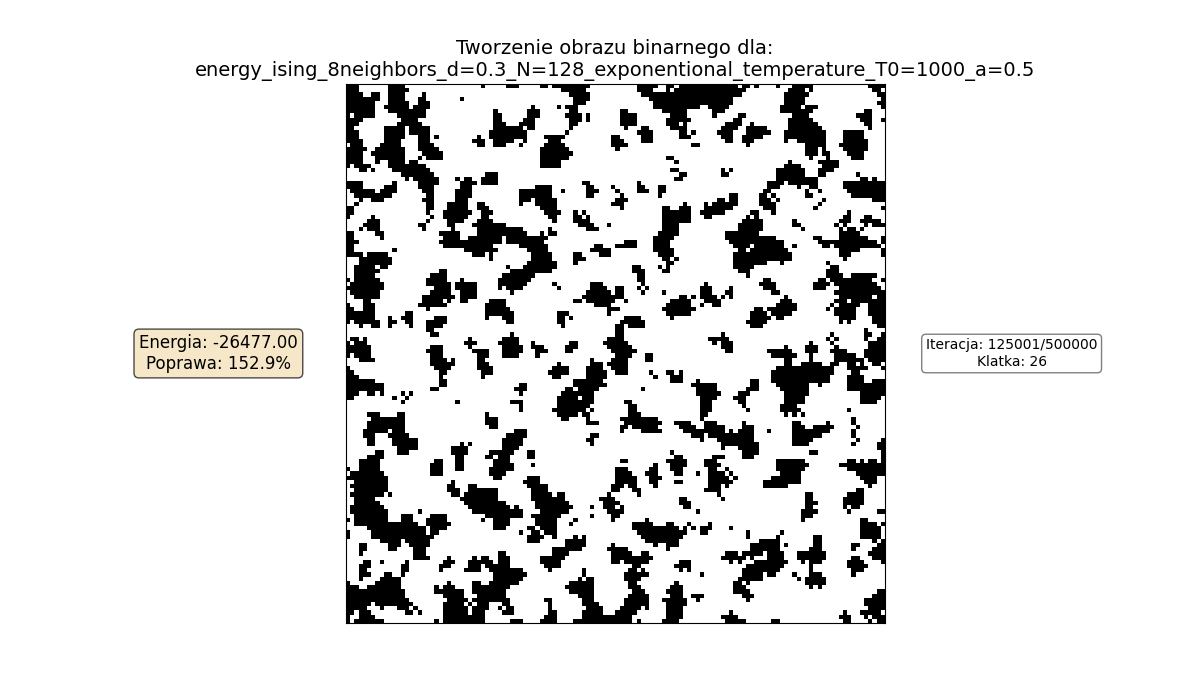 Tworzenie obrazu binarnego dla:
energy_ising_8neighbors_d=0.3_N=128_exponentional_temperature_T0=1000_a=0.5
Energia: -26477.00
Poprawa: 152.9%
Iteracja: 125001/500000
Klatka: 26